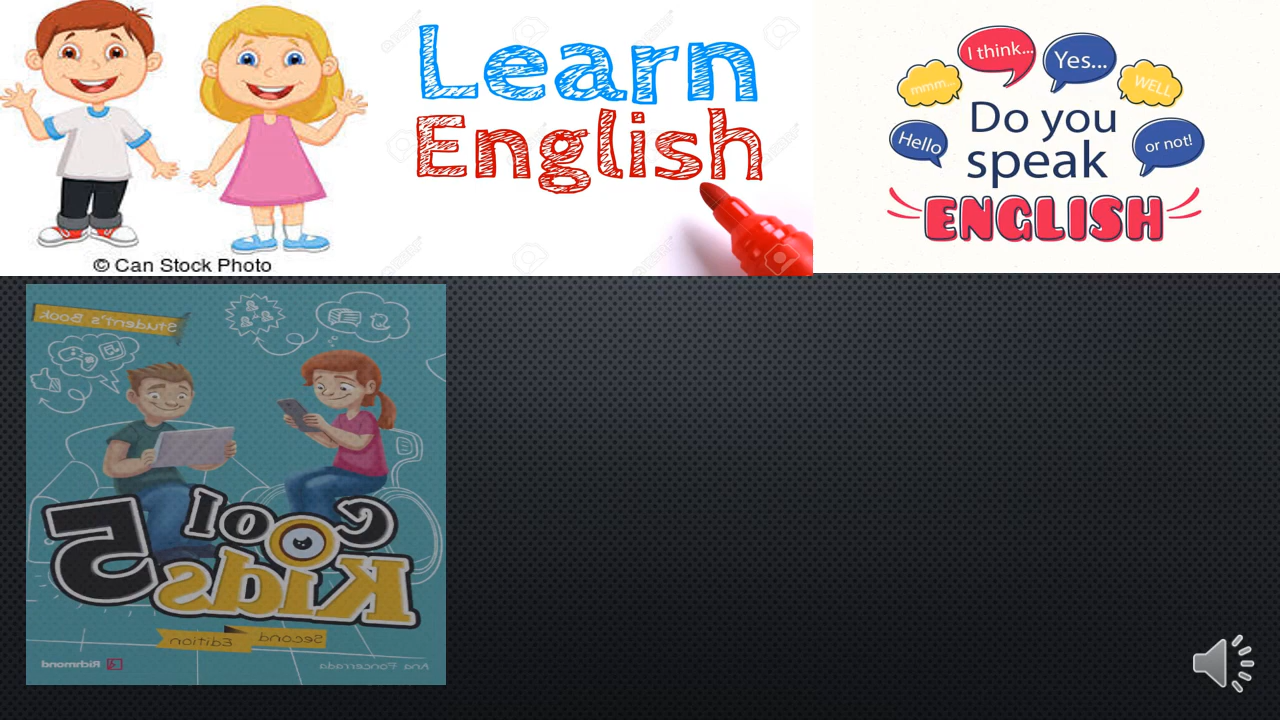 Learn
English
© Can Stock Photo
I think...
Yes...
mmm...
WELL
Do you
speak
Hello
or not!
ENGLISH
Student's Book
Cool
Kids
5
Second Edition
Richmond
Ana Foncerrada